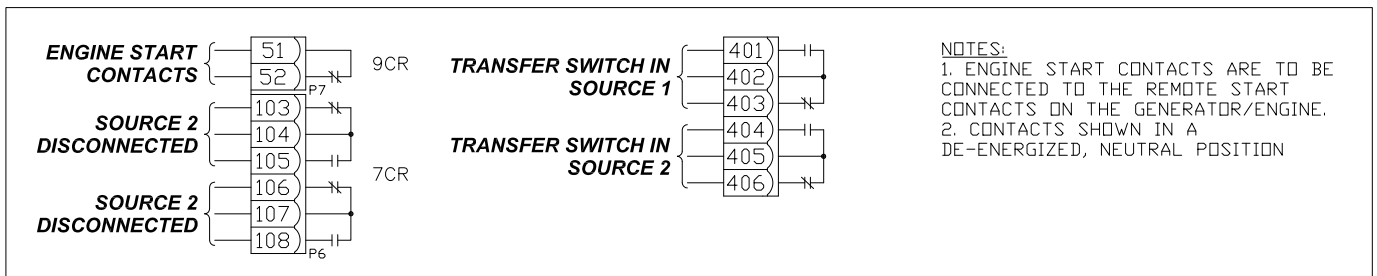 ENGINE START
CONTACTS
51
52
9CR
P7
SOURCE 2
DISCONNECTED
103
104
105
7CR
SOURCE 2
DISCONNECTED
106
107
108
P6
TRANSFER SWITCH IN
SOURCE 1
401
402
403
TRANSFER SWITCH IN
SOURCE 2
404
405
406
NOTES:
1. ENGINE START CONTACTS ARE TO BE
CONNECTED TO THE REMOTE START
CONTACTS ON THE GENERATOR/ENGINE.
2. CONTACTS SHOWN IN A
DE-ENERGIZED, NEUTRAL POSITION